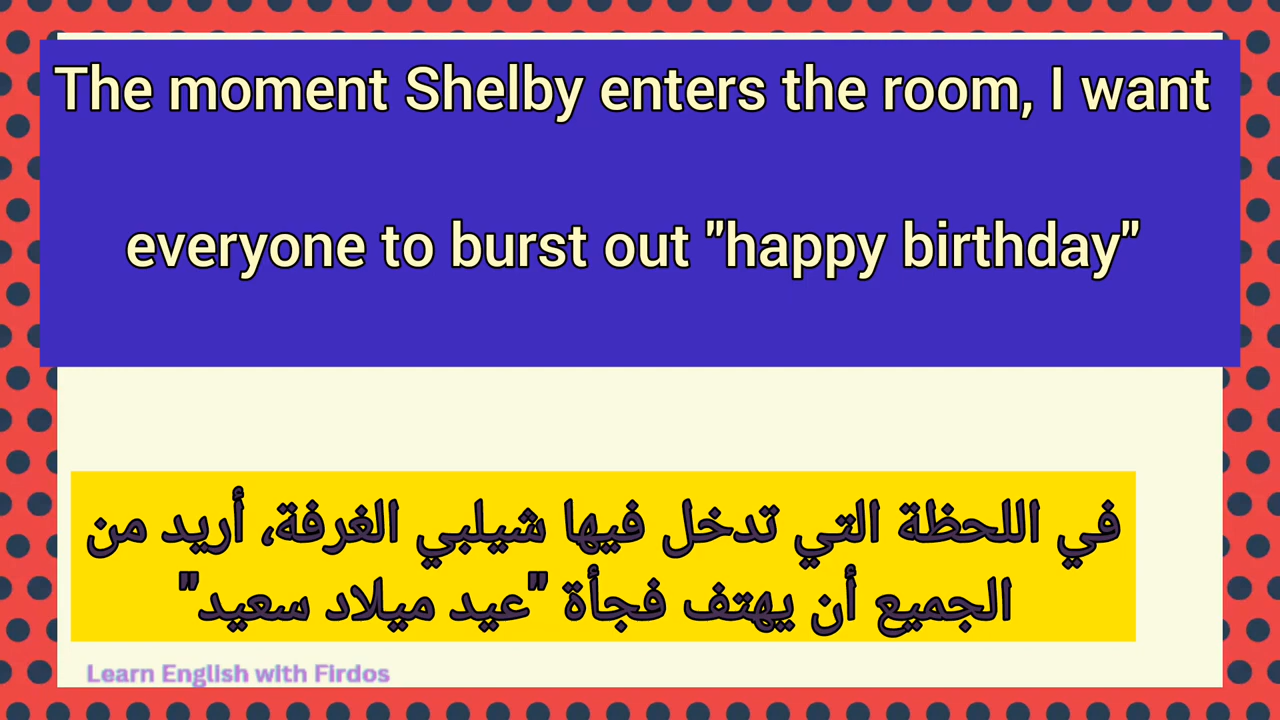 The moment Shelby enters the room, I want
everyone to burst out "happy birthday"
في اللحظة التي تدخل فيها شيلبي الغرفة، أريد من
الجميع أن يهتف فجأة "عيد ميلاد سعيد"
Learn English with Firdos